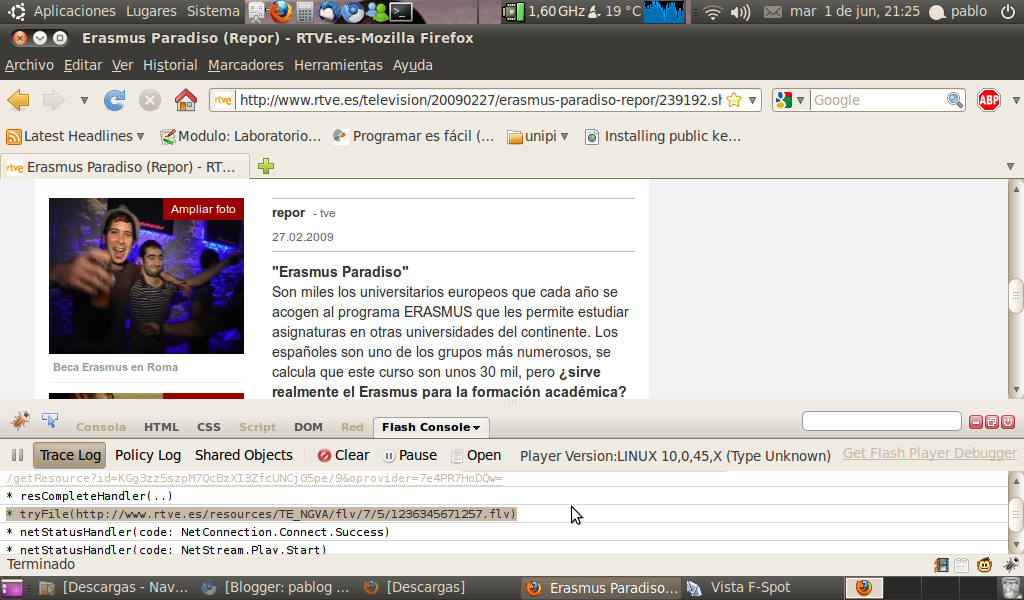 Aplicaciones Lugares Sistema 1,60 GHz 19 °C mar 1 de jun, 21:25 pablo
Erasmus Paradiso (Repor) - RTVE.es-Mozilla Firefox
Archivo Editar Ver Historial Marcadores Herramientas Ayuda
rtve http://www.rtve.es/television/20090227/erasmus-paradiso-repor/239192.sh Google ABP
Latest Headlines Modulo: Laboratorio... Programar es fácil (... unipi Installing public ke...
rtve Erasmus Paradiso (Repor) - RT...
Ampliar foto
Beca Erasmus en Roma
repor - tve
27.02.2009
"Erasmus Paradiso"
Son miles los universitarios europeos que cada año se
acogen al programa ERASMUS que les permite estudiar
asignaturas en otras universidades del continente. Los
españoles son uno de los grupos más numerosos, se
calcula que este curso son unos 30 mil, pero ¿sirve
realmente el Erasmus para la formación académica?
Consola HTML CSS Script DOM Red Flash Console
Trace Log Policy Log Shared Objects Clear Pause Open Player Version:LINUX 10,0,45,X (Type Unknown) Get Flash Player Debugger
/getResource?id=KGg3zz5szpM7QcBzXI3ZfcUNCj05pe/9&oprovider=7e4PR7HoDQw=
* resCompleteHandler(..)
* tryFile(http://www.rtve.es/resources/TE_NGVA/flv/7/5/1236345671257.flv)
* netStatusHandler(code: NetConnection.Connect.Success)
* netStatusHandler(code: NetStream.Play.Start)
Terminado
[Descargas - Nav... [Blogger: pablog ... [Descargas] Erasmus Paradiso... Vista F-Spot